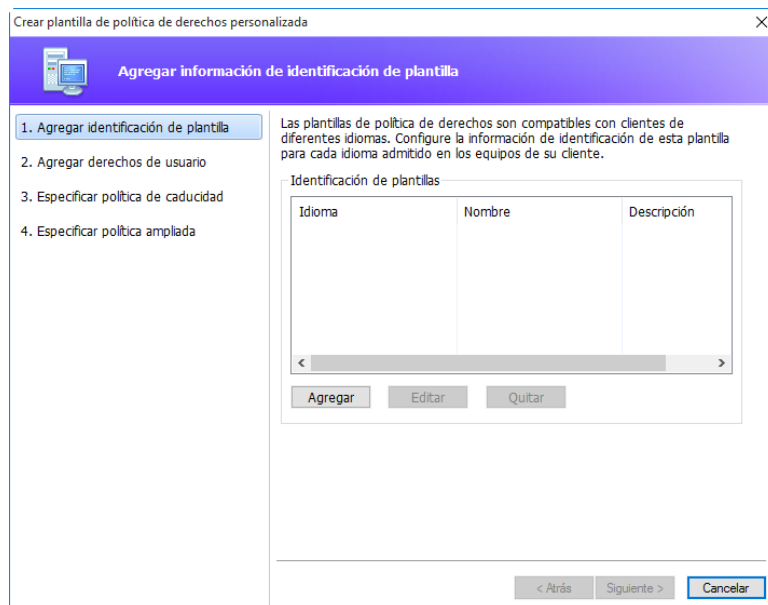 Crear plantilla de política de derechos personalizada
Agregar información de identificación de plantilla
1. Agregar identificación de plantilla
2. Agregar derechos de usuario
3. Especificar política de caducidad
4. Especificar política ampliada
Las plantillas de política de derechos son compatibles con clientes de
diferentes idiomas. Configure la información de identificación de esta plantilla
para cada idioma admitido en los equipos de su cliente.
Identificación de plantillas
Idioma Nombre Descripción
Agregar Editar Quitar
< Atrás Siguiente > Cancelar